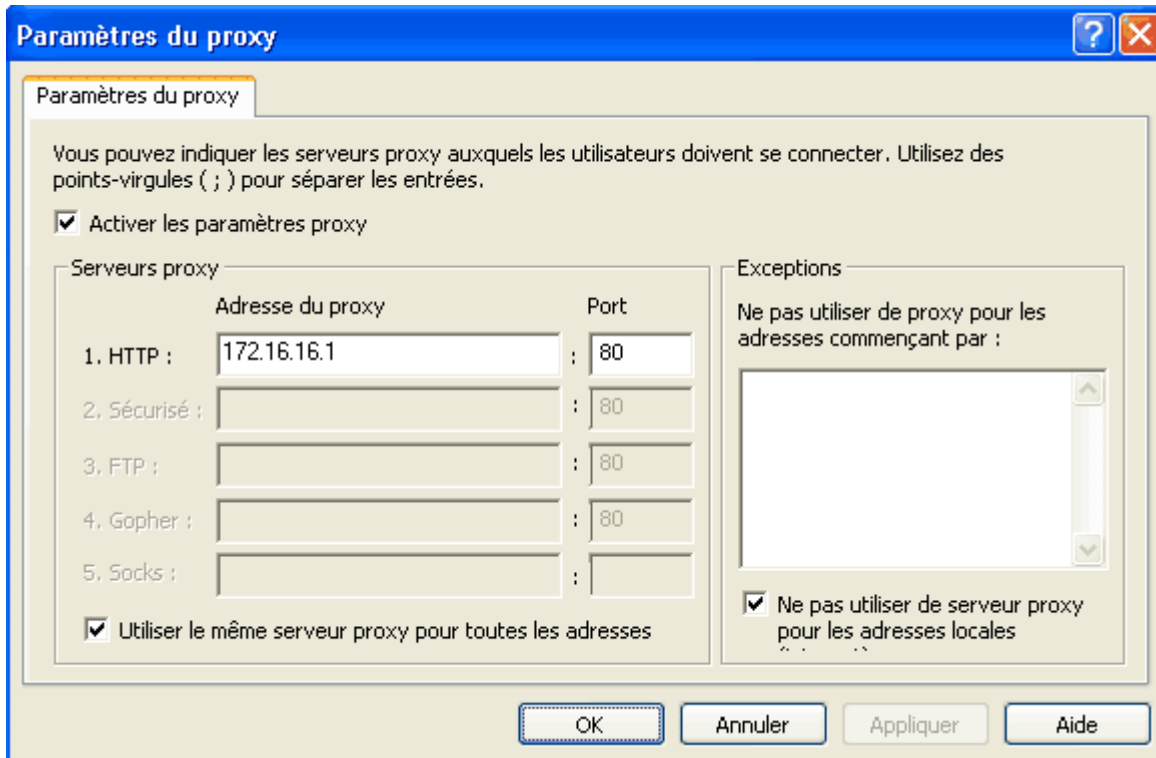 Paramètres du proxy
Paramètres du proxy
Vous pouvez indiquer les serveurs proxy auxquels les utilisateurs doivent se connecter. Utilisez des
points-virgules ( ; ) pour séparer les entrées.
Activer les paramètres proxy
Serveurs proxy
Adresse du proxy Port
1. HTTP : 172.16.16.1 : 80
2. Sécurisé : : 80
3. FTP : : 80
4. Gopher : : 80
5. Socks : :
Utiliser le même serveur proxy pour toutes les adresses
Exceptions
Ne pas utiliser de proxy pour les
adresses commençant par :
Ne pas utiliser de serveur proxy
pour les adresses locales
OK Annuler Appliquer Aide